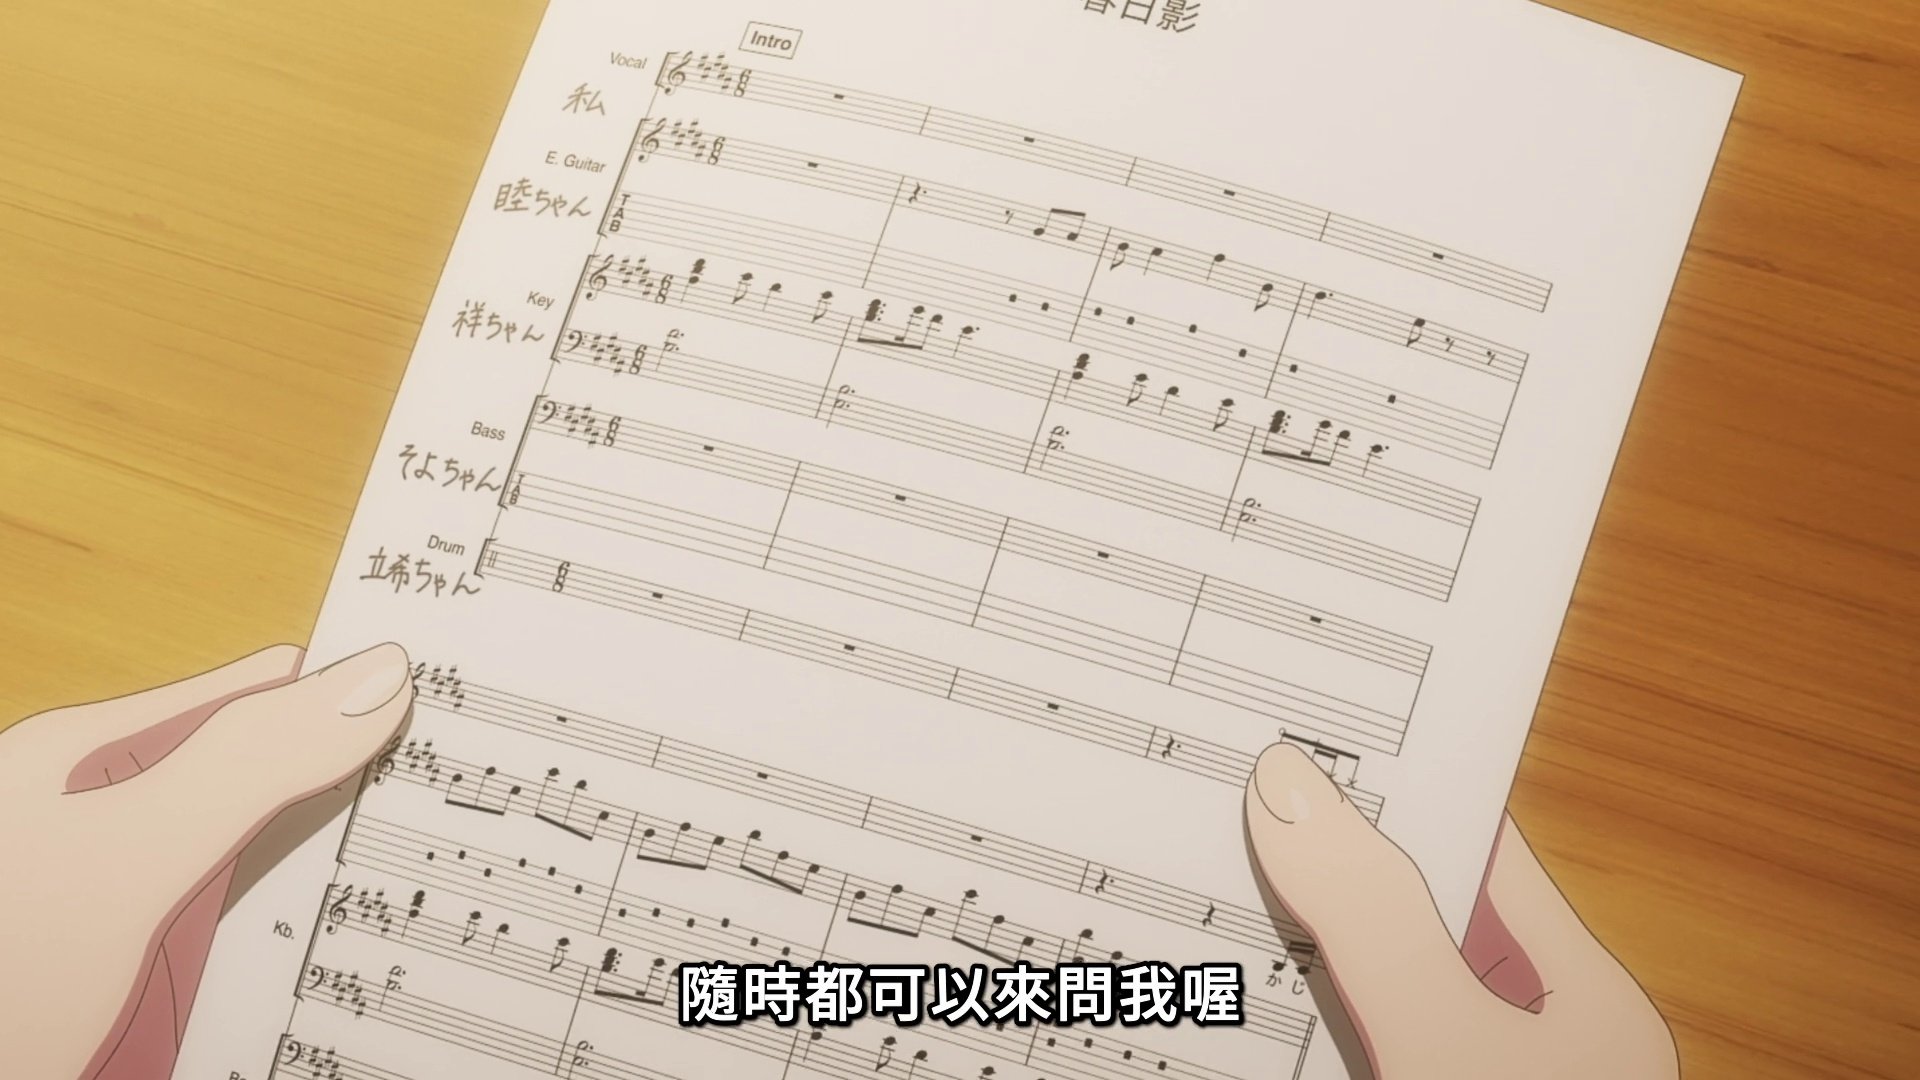 春日影
Intro
Vocal
私
E. Guitar
睦ちゃん
TAB
Key
祥ちゃん
Bass
そよちゃん
TAB
Drum
立希ちゃん
Kb.
かじ
隨時都可以來問我喔